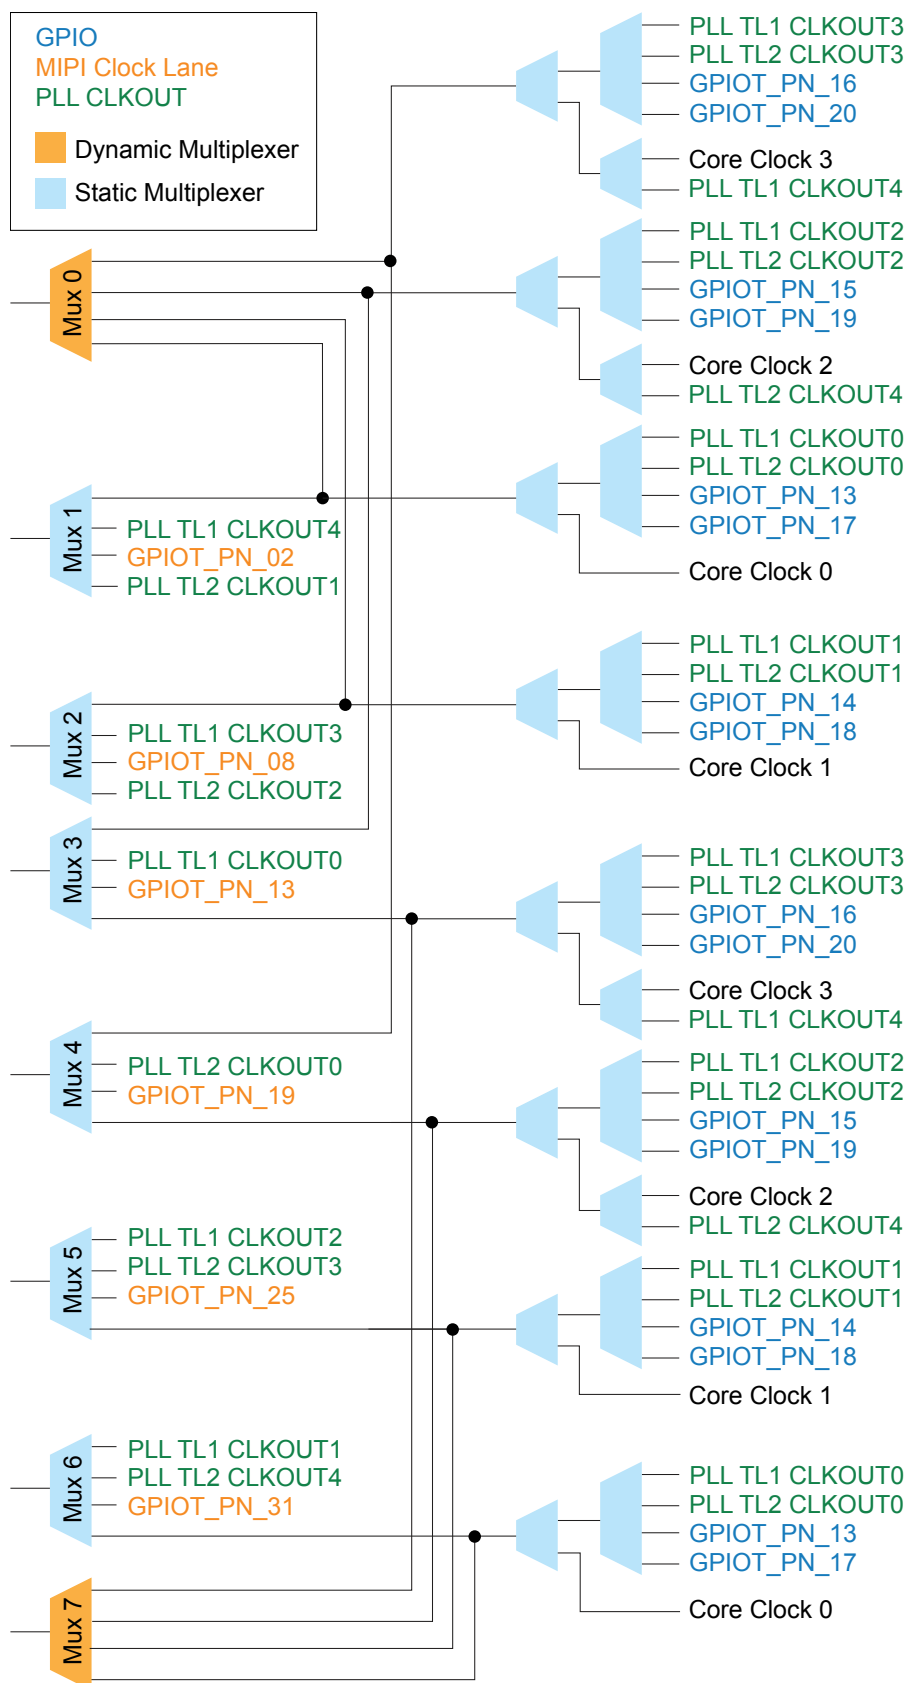 GPIO
MIPI Clock Lane
PLL CLKOUT
Dynamic Multiplexer
Static Multiplexer
Mux 0
Mux 1
PLL TL1 CLKOUT4
GPIOT_PN_02
PLL TL2 CLKOUT1
Mux 2
PLL TL1 CLKOUT3
GPIOT_PN_08
PLL TL2 CLKOUT2
Mux 3
PLL TL1 CLKOUT0
GPIOT_PN_13
Mux 4
PLL TL2 CLKOUT0
GPIOT_PN_19
Mux 5
PLL TL1 CLKOUT2
PLL TL2 CLKOUT3
GPIOT_PN_25
Mux 6
PLL TL1 CLKOUT1
PLL TL2 CLKOUT4
GPIOT_PN_31
Mux 7
PLL TL1 CLKOUT3
PLL TL2 CLKOUT3
GPIOT_PN_16
GPIOT_PN_20
Core Clock 3
PLL TL1 CLKOUT4
PLL TL1 CLKOUT2
PLL TL2 CLKOUT2
GPIOT_PN_15
GPIOT_PN_19
Core Clock 2
PLL TL2 CLKOUT4
PLL TL1 CLKOUT0
PLL TL2 CLKOUT0
GPIOT_PN_13
GPIOT_PN_17
Core Clock 0
PLL TL1 CLKOUT1
PLL TL2 CLKOUT1
GPIOT_PN_14
GPIOT_PN_18
Core Clock 1
PLL TL1 CLKOUT3
PLL TL2 CLKOUT3
GPIOT_PN_16
GPIOT_PN_20
Core Clock 3
PLL TL1 CLKOUT4
PLL TL1 CLKOUT2
PLL TL2 CLKOUT2
GPIOT_PN_15
GPIOT_PN_19
Core Clock 2
PLL TL2 CLKOUT4
PLL TL1 CLKOUT1
PLL TL2 CLKOUT1
GPIOT_PN_14
GPIOT_PN_18
Core Clock 1
PLL TL1 CLKOUT0
PLL TL2 CLKOUT0
GPIOT_PN_13
GPIOT_PN_17
Core Clock 0